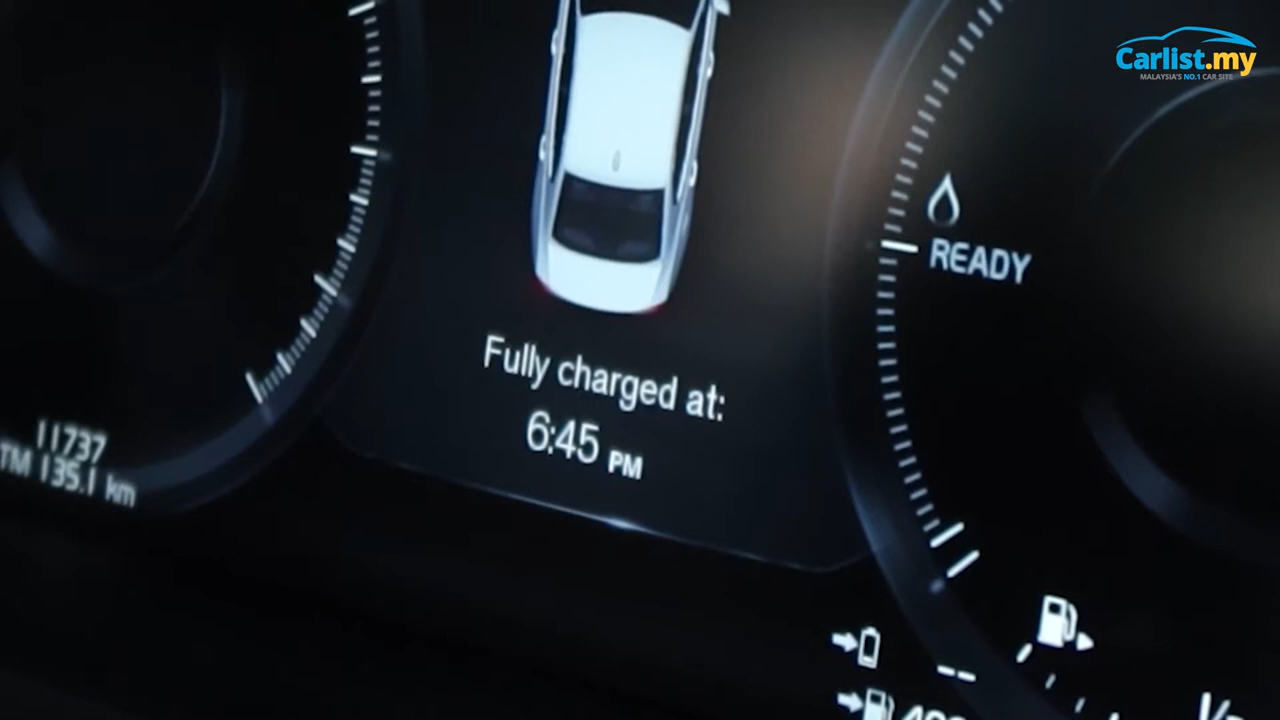 Carlist.my
MALAYSIA'S NO.1 CAR SITE
READY
Fully charged at:
6:45 PM
11737
TM 135.1 km
--